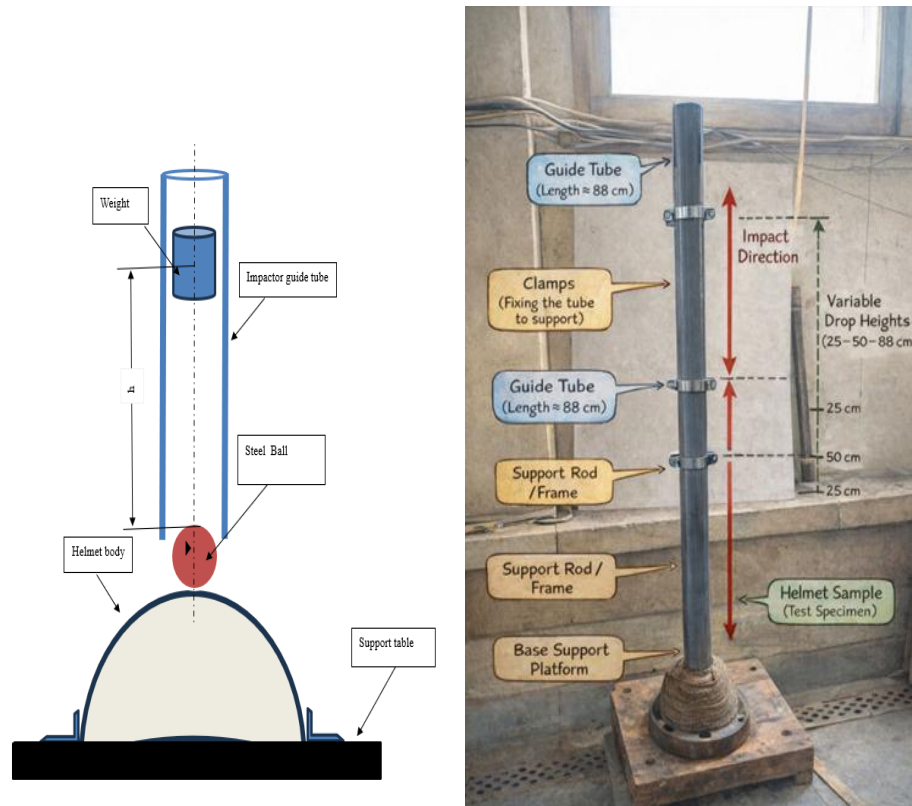 Weight
Impactor guide tube
h
Steel Ball
Helmet body
Support table
Guide Tube
(Length ≈ 88 cm)
Impact
Direction
Clamps
(Fixing the tube
to support)
Variable
Drop Heights
(25–50–88 cm)
Guide Tube
(Length ≈ 88 cm)
25 cm
50 cm
25 cm
Support Rod
/Frame
Support Rod /
Frame
Helmet Sample
(Test Specimen)
Base Support
Platform